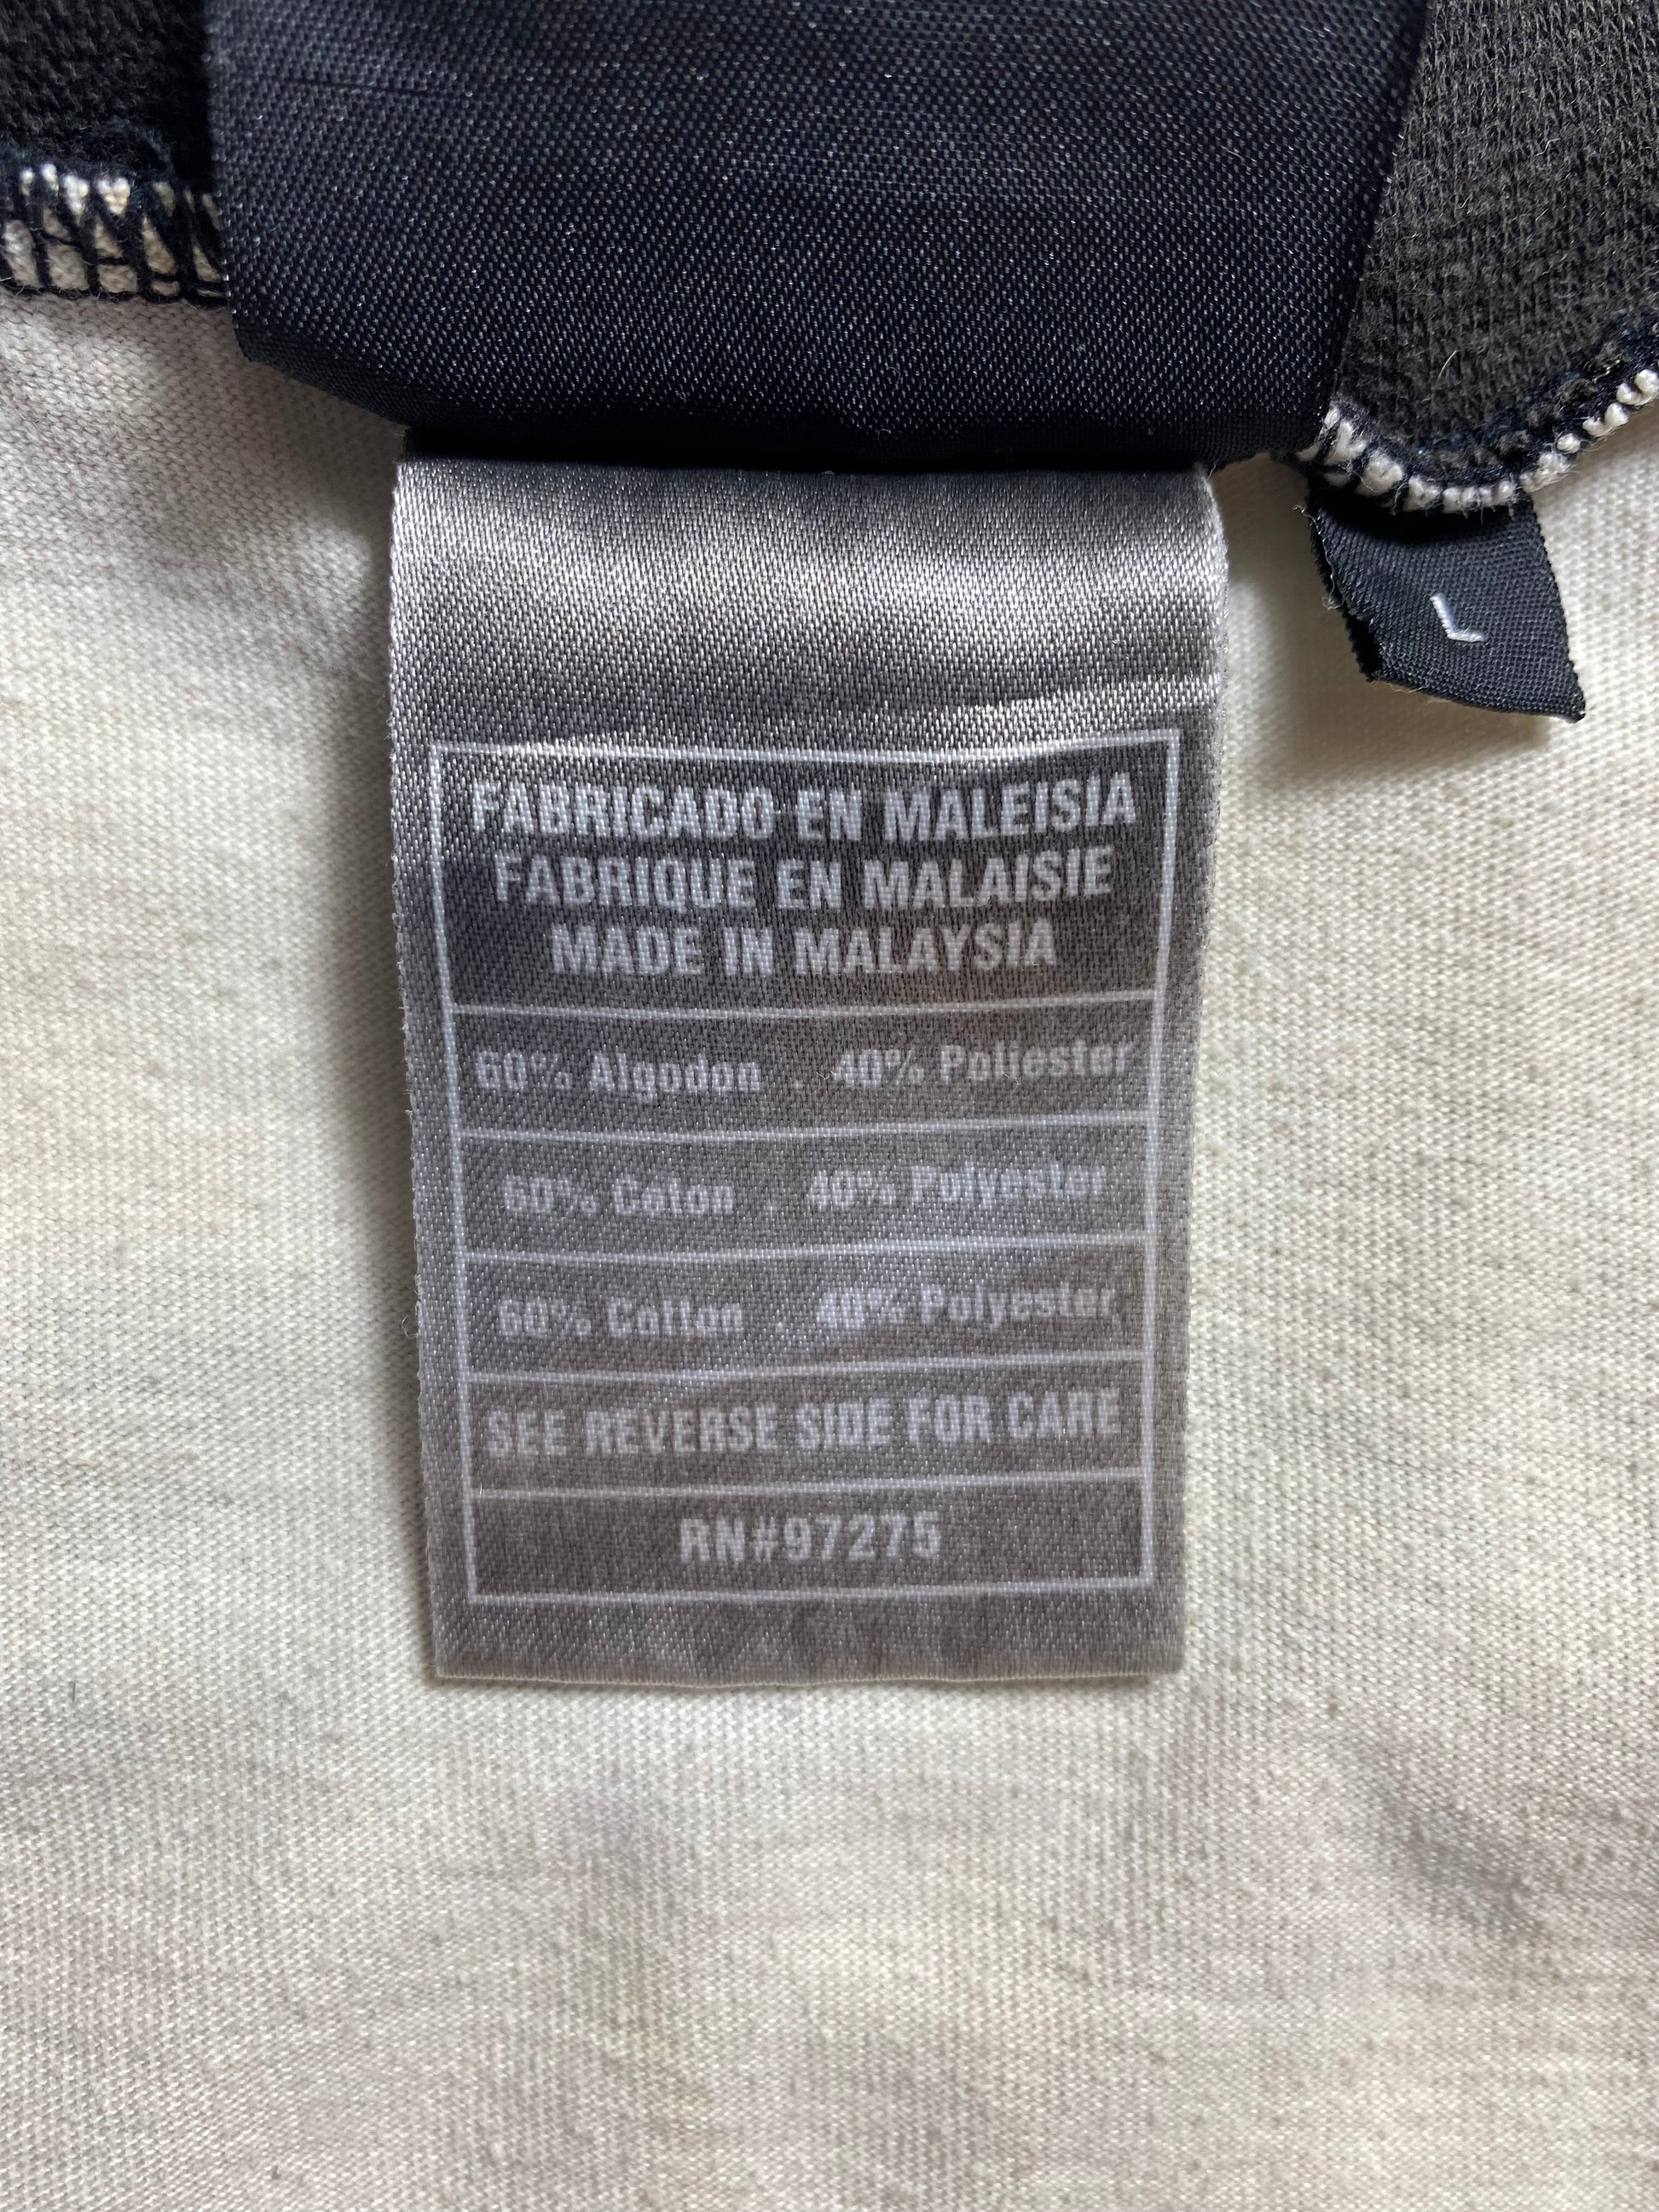 L
FABRICADO EN MALEISIA
FABRIQUE EN MALAISIE
MADE IN MALAYSIA
60% Algodon . 40% Poliester
60% Coton . 40% Polyester
60% Cotton . 40% Polyester
SEE REVERSE SIDE FOR CARE
RN#97275